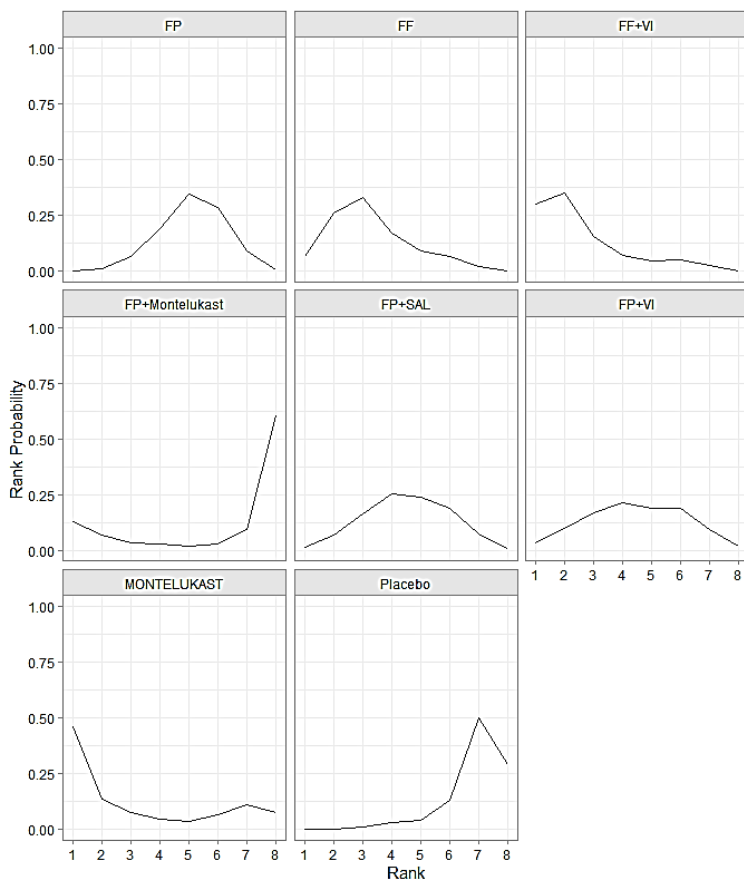 FP FF FF+VI
1.00
0.75
0.50
0.25
0.00
FP+Montelukast FP+SAL FP+VI
1.00
0.75
0.50
0.25
0.00
Rank Probability
1 2 3 4 5 6 7 8
MONTELUKAST Placebo
1.00
0.75
0.50
0.25
0.00
1 2 3 4 5 6 7 8 1 2 3 4 5 6 7 8
Rank